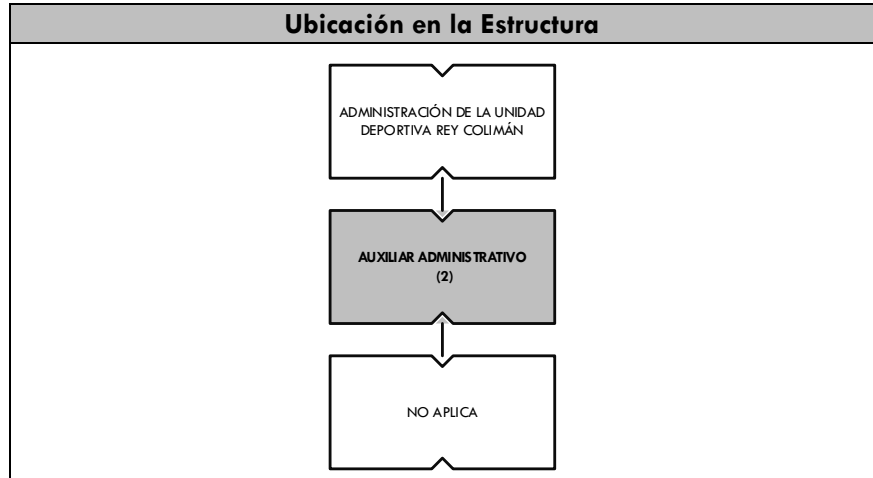 Ubicación en la Estructura
ADMINISTRACIÓN DE LA UNIDAD
DEPORTIVA REY COLIMÁN
AUXILIAR ADMINISTRATIVO
(2)
NO APLICA